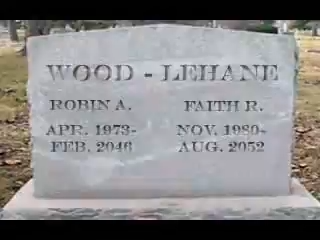 WOOD - LEHANE
ROBIN A. FAITH R.
APR. 1973- NOV. 1980-
FEB. 2046 AUG. 2052